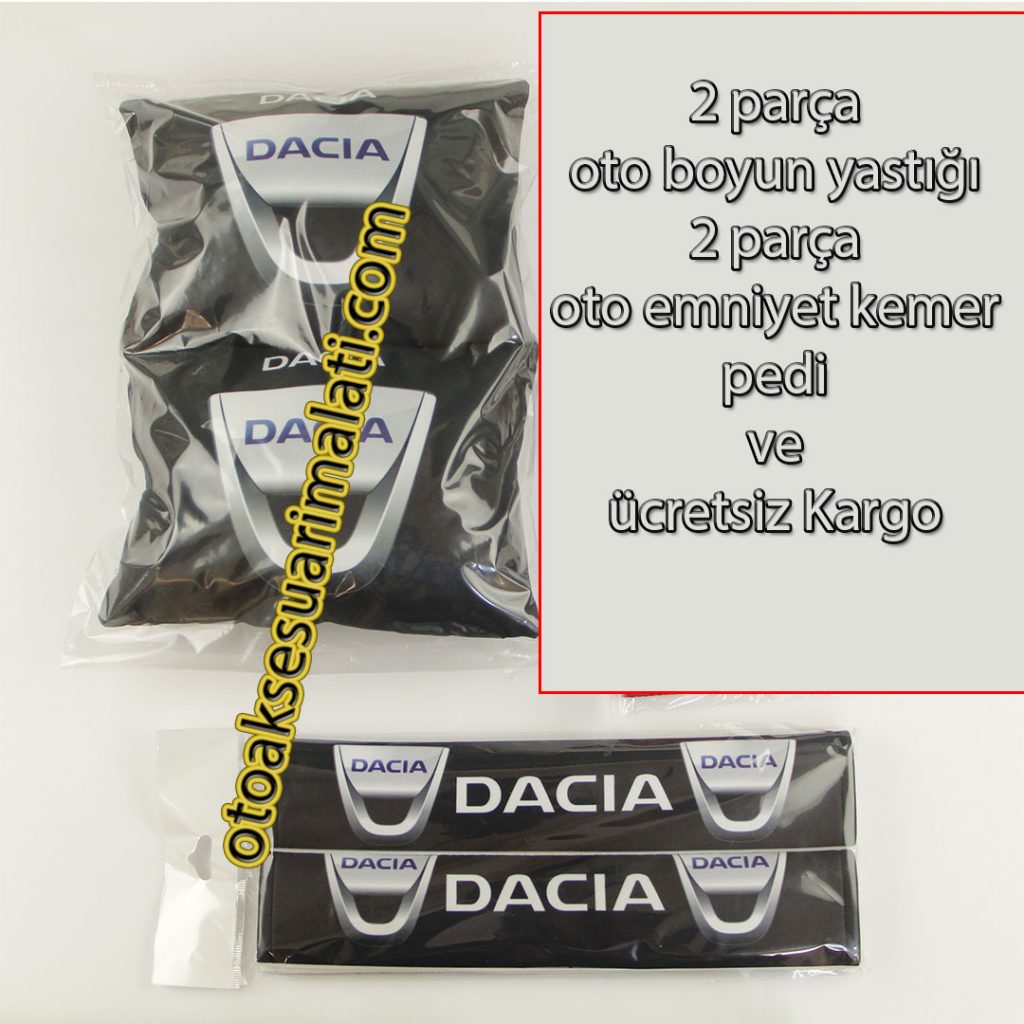 DACIA
DACIA
DACIA
DACIA
otoaksesuarimalati.com
2 parça
oto boyun yastığı
2 parça
oto emniyet kemer
pedi
ve
ücretsiz Kargo
DACIA
DACIA
DACIA
DACIA
DACIA
DACIA